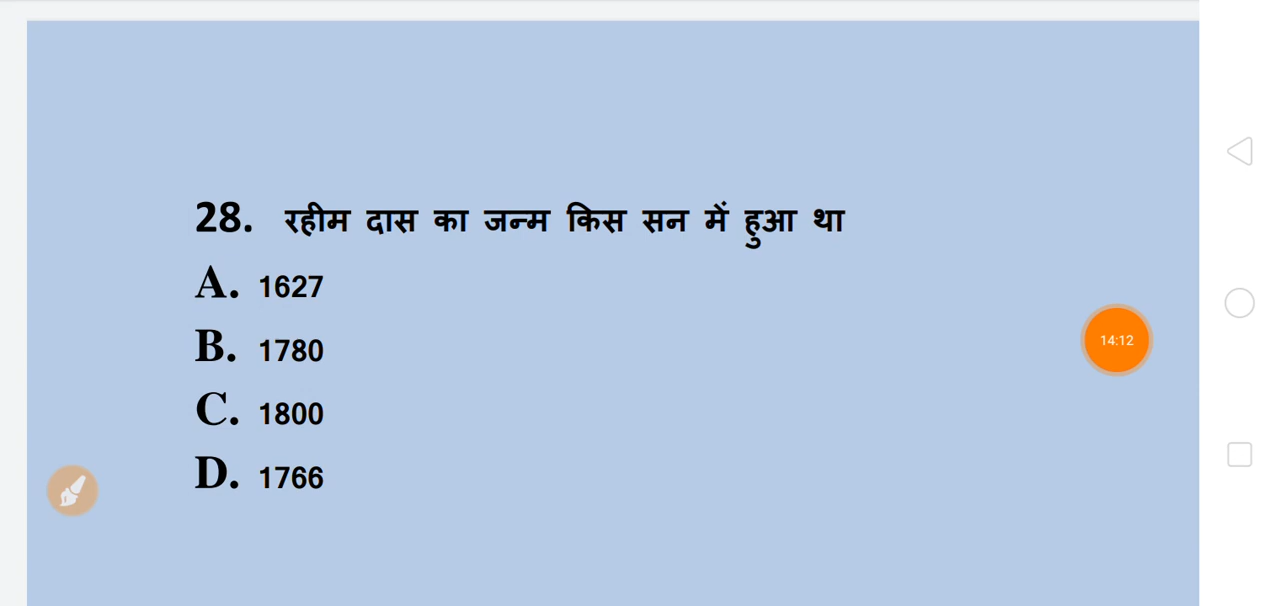 28. रहीम दास का जन्म किस सन में हुआ था
A. 1627
B. 1780
C. 1800
D. 1766
14:12